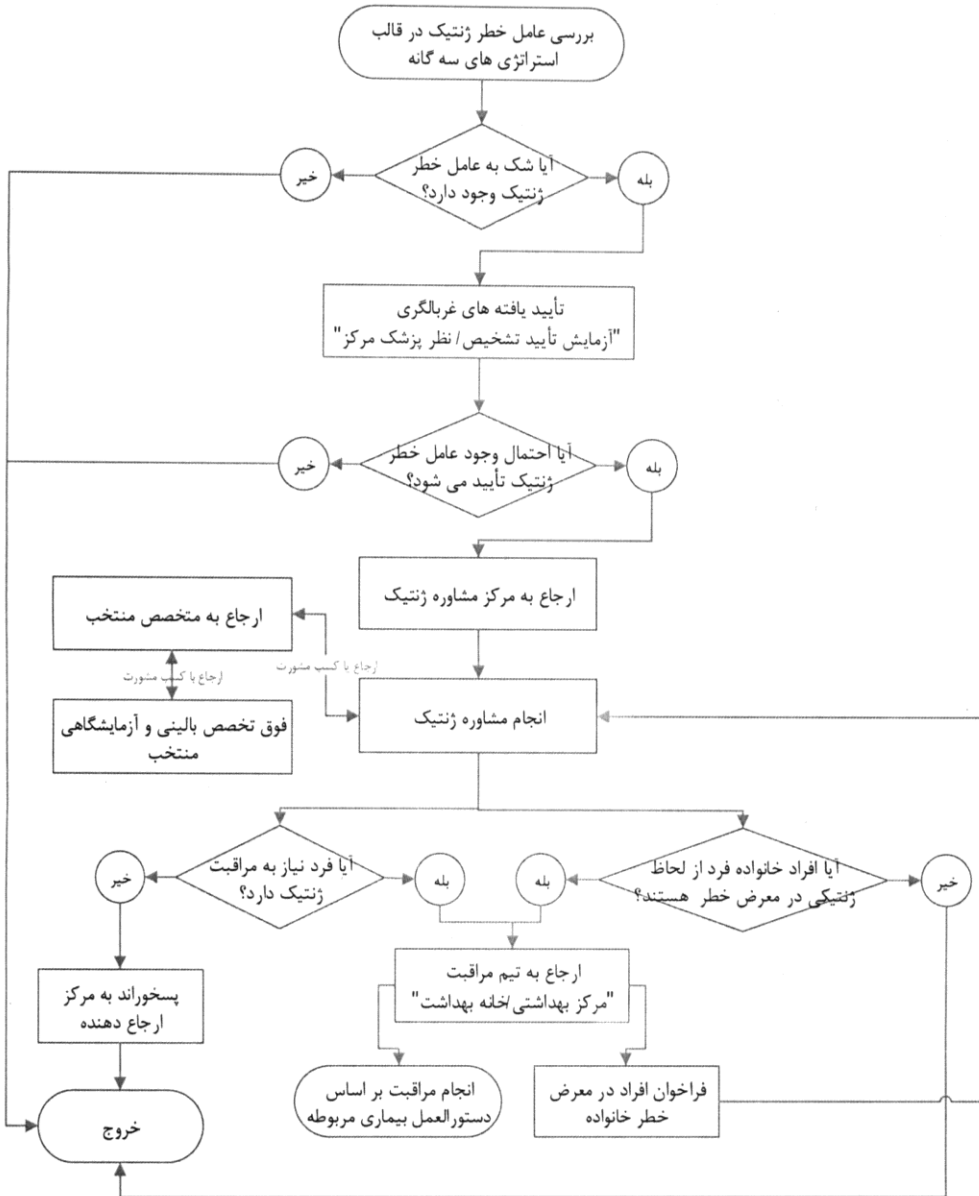 بررسی عامل خطر ژنتیک در قالب
استراتژی های سه گانه
آیا شک به عامل خطر
ژنتیک وجود دارد؟
خیر
بله
تأیید یافته های غربالگری
"آزمایش تأیید تشخیص/ نظر پزشک مرکز"
آیا احتمال وجود عامل خطر
ژنتیک تأیید می شود؟
خیر
بله
ارجاع به مرکز مشاوره ژنتیک
ارجاع به متخصص منتخب
ارجاع یا کسب مشورت
ارجاع یا کسب مشورت
انجام مشاوره ژنتیک
فوق تخصص بالینی و آزمایشگاهی
منتخب
آیا افراد خانواده فرد از لحاظ
ژنتیکی در معرض خطر هستند؟
خیر
بله
آیا فرد نیاز به مراقبت
ژنتیک دارد؟
بله
خیر
ارجاع به تیم مراقبت
"مرکز بهداشتی/خانه بهداشت"
پسخوراند به مرکز
ارجاع دهنده
فراخوان افراد در معرض
خطر خانواده
انجام مراقبت بر اساس
دستورالعمل بیماری مربوطه
خروج